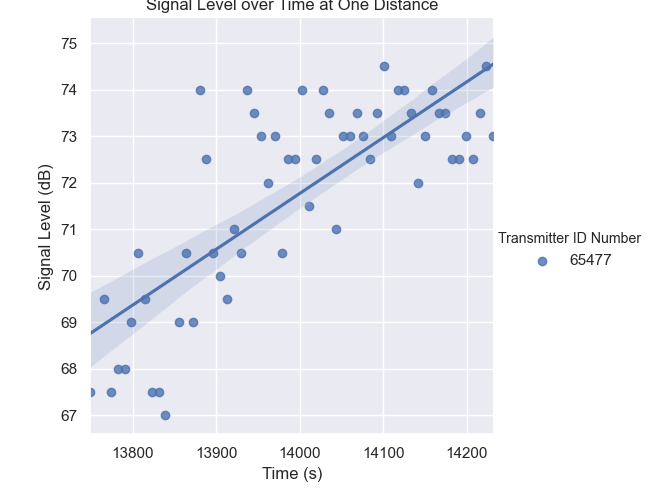 Signal Level over Time at One Distance
75
74
73
72
71
70
69
68
67
Signal Level (dB)
13800 13900 14000 14100 14200
Time (s)
Transmitter ID Number
65477